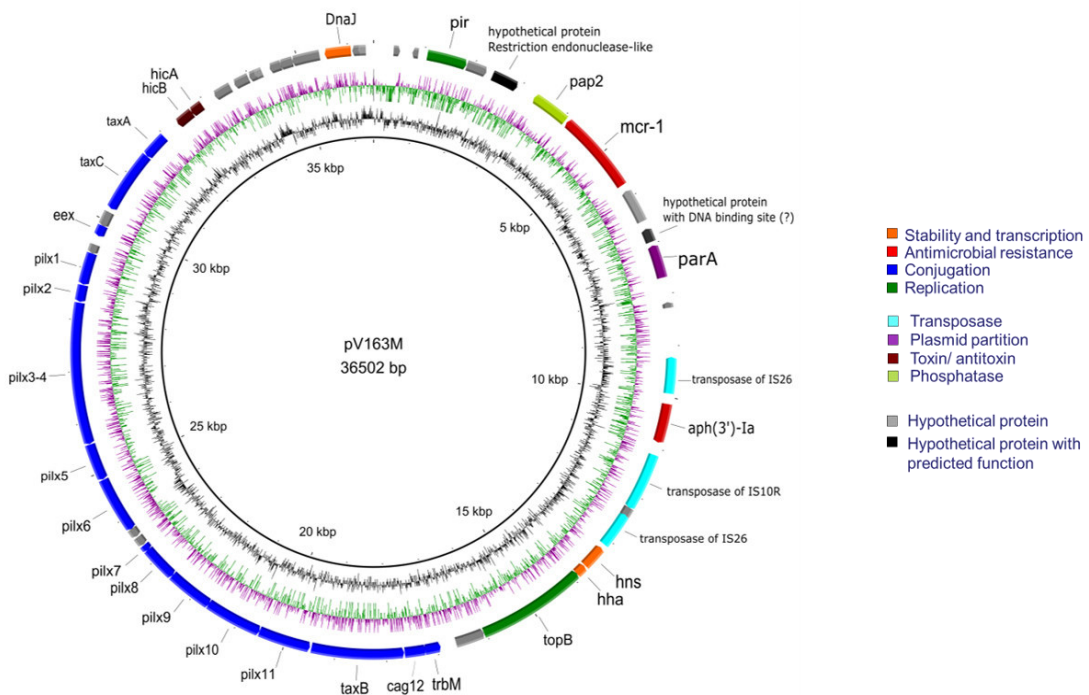 DnaJ
pir
hypothetical protein
Restriction endonuclease-like
pap2
mcr-1
hypothetical protein
with DNA binding site (?)
parA
transposase of IS26
aph(3')-Ia
transposase of IS10R
transposase of IS26
hns
hha
topB
trbM
cag12
taxB
pilx11
pilx10
pilx9
pilx8
pilx7
pilx6
pilx5
pilx3-4
pilx2
pilx1
eex
taxC
taxA
hicB
hicA
5 kbp
10 kbp
15 kbp
20 kbp
25 kbp
30 kbp
35 kbp
pV163M
36502 bp
Stability and transcription
Antimicrobial resistance
Conjugation
Replication
Transposase
Plasmid partition
Toxin/ antitoxin
Phosphatase
Hypothetical protein
Hypothetical protein with
predicted function